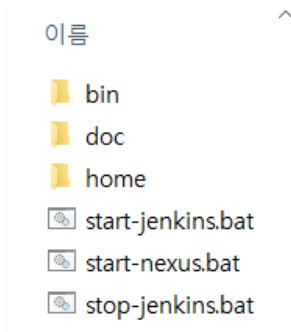 이름
bin
doc
home
start-jenkins.bat
start-nexus.bat
stop-jenkins.bat